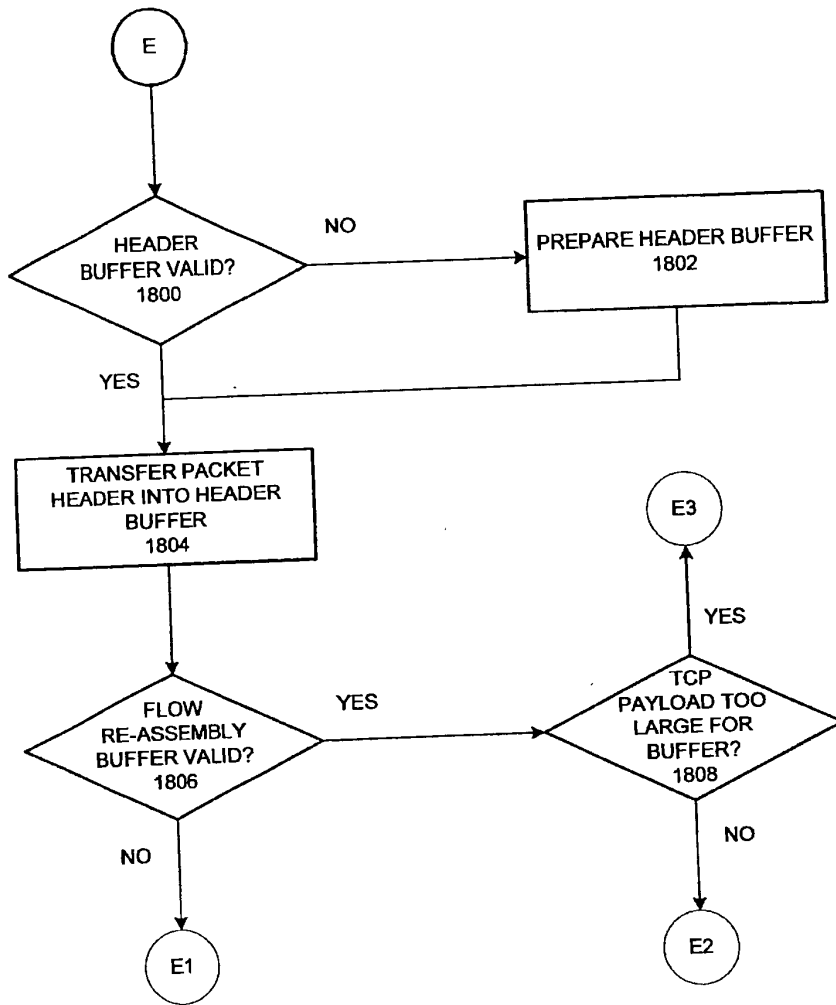 E
HEADER
BUFFER VALID?
1800
NO
PREPARE HEADER BUFFER
1802
YES
TRANSFER PACKET
HEADER INTO HEADER
BUFFER
1804
E3
YES
FLOW
RE-ASSEMBLY
BUFFER VALID?
1806
YES
TCP
PAYLOAD TOO
LARGE FOR
BUFFER?
1808
NO
NO
E1
E2